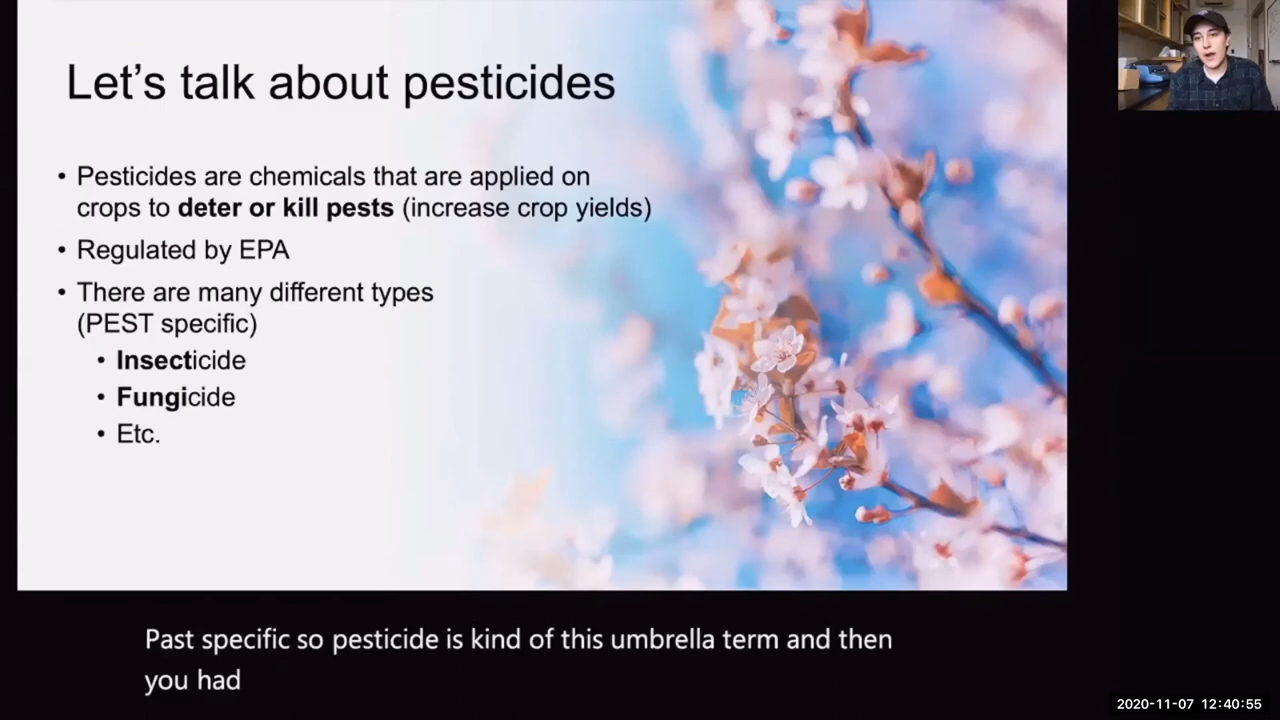 Let's talk about pesticides
• Pesticides are chemicals that are applied on
crops to deter or kill pests (increase crop yields)
• Regulated by EPA
• There are many different types
(PEST specific)
• Insecticide
• Fungicide
• Etc.
Past specific so pesticide is kind of this umbrella term and then
you had
2020-11-07 12:40:55